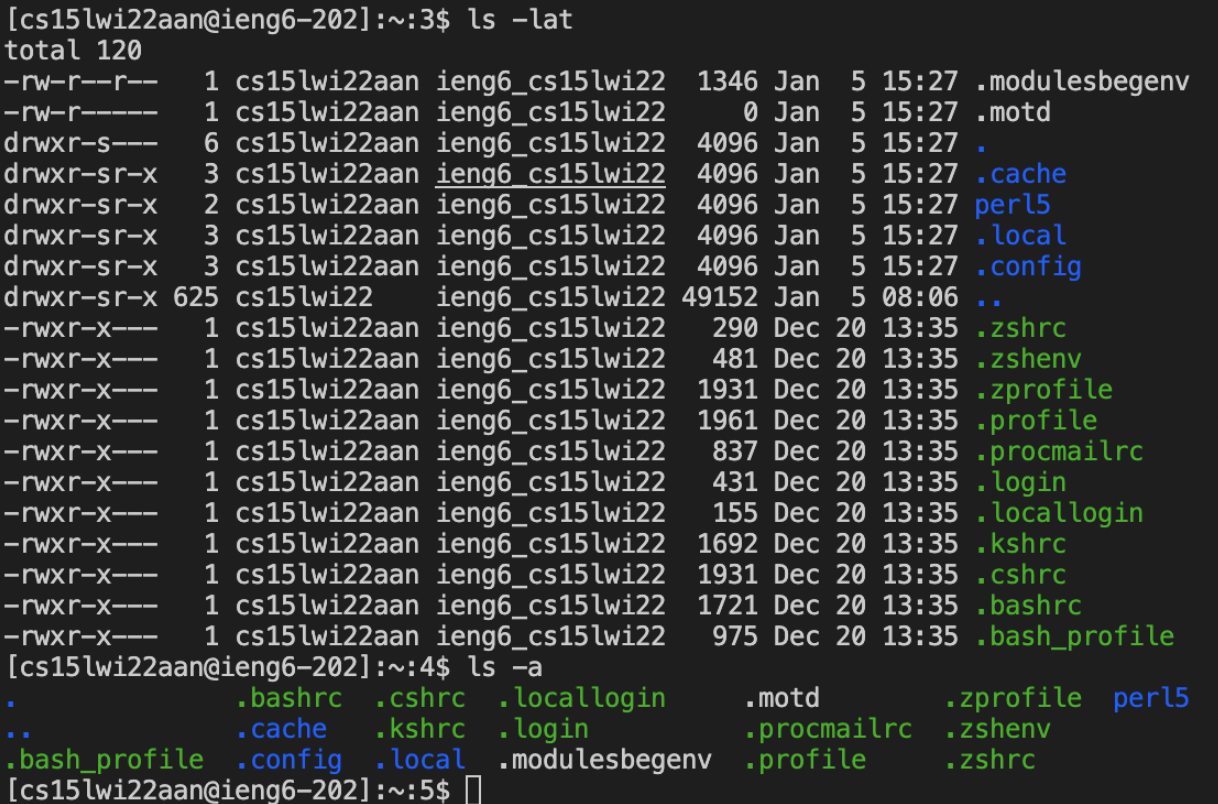 [cs15lwi22aan@ieng6-202]:~:3$ ls -lat
total 120
-rw-r--r--   1 cs15lwi22aan ieng6_cs15lwi22  1346 Jan  5 15:27 .modulesbegenv
-rw-r-----   1 cs15lwi22aan ieng6_cs15lwi22     0 Jan  5 15:27 .motd
drwxr-s---   6 cs15lwi22aan ieng6_cs15lwi22  4096 Jan  5 15:27 .
drwxr-sr-x   3 cs15lwi22aan ieng6_cs15lwi22  4096 Jan  5 15:27 .cache
drwxr-sr-x   2 cs15lwi22aan ieng6_cs15lwi22  4096 Jan  5 15:27 perl5
drwxr-sr-x   3 cs15lwi22aan ieng6_cs15lwi22  4096 Jan  5 15:27 .local
drwxr-sr-x   3 cs15lwi22aan ieng6_cs15lwi22  4096 Jan  5 15:27 .config
drwxr-sr-x 625 cs15lwi22    ieng6_cs15lwi22 49152 Jan  5 08:06 ..
-rwxr-x---   1 cs15lwi22aan ieng6_cs15lwi22   290 Dec 20 13:35 .zshrc
-rwxr-x---   1 cs15lwi22aan ieng6_cs15lwi22   481 Dec 20 13:35 .zshenv
-rwxr-x---   1 cs15lwi22aan ieng6_cs15lwi22  1931 Dec 20 13:35 .zprofile
-rwxr-x---   1 cs15lwi22aan ieng6_cs15lwi22  1961 Dec 20 13:35 .profile
-rwxr-x---   1 cs15lwi22aan ieng6_cs15lwi22   837 Dec 20 13:35 .procmailrc
-rwxr-x---   1 cs15lwi22aan ieng6_cs15lwi22   431 Dec 20 13:35 .login
-rwxr-x---   1 cs15lwi22aan ieng6_cs15lwi22   155 Dec 20 13:35 .locallogin
-rwxr-x---   1 cs15lwi22aan ieng6_cs15lwi22  1692 Dec 20 13:35 .kshrc
-rwxr-x---   1 cs15lwi22aan ieng6_cs15lwi22  1931 Dec 20 13:35 .cshrc
-rwxr-x---   1 cs15lwi22aan ieng6_cs15lwi22  1721 Dec 20 13:35 .bashrc
-rwxr-x---   1 cs15lwi22aan ieng6_cs15lwi22   975 Dec 20 13:35 .bash_profile
[cs15lwi22aan@ieng6-202]:~:4$ ls -a
.              .bashrc  .cshrc  .locallogin     .motd        .zprofile  perl5
..             .cache   .kshrc  .login          .procmailrc  .zshenv
.bash_profile  .config  .local  .modulesbegenv  .profile     .zshrc
[cs15lwi22aan@ieng6-202]:~:5$